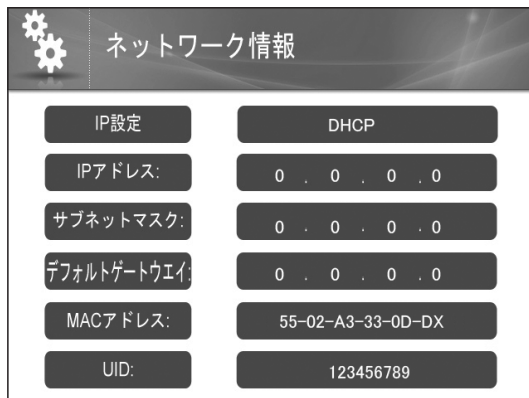 ネットワーク情報
IP設定 DHCP
IPアドレス: 0 . 0 . 0 . 0
サブネットマスク: 0 . 0 . 0 . 0
デフォルトゲートウエイ: 0 . 0 . 0 . 0
MACアドレス: 55-02-A3-33-0D-DX
UID: 123456789